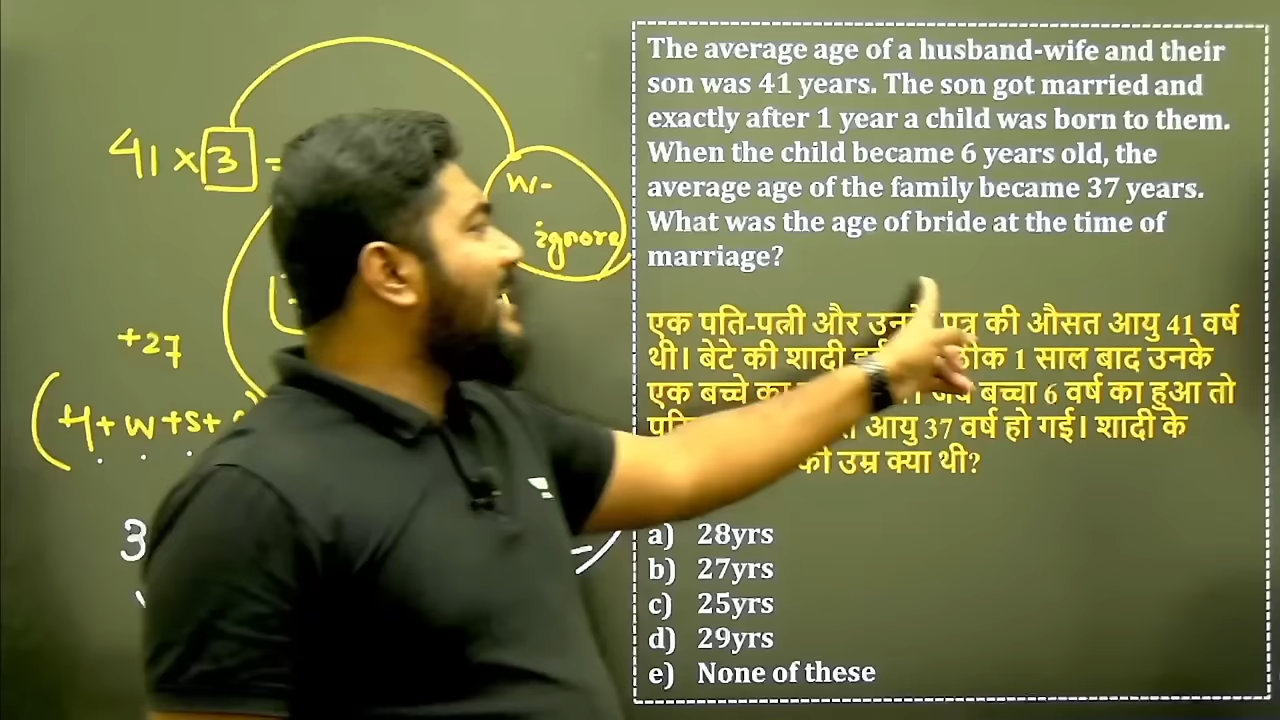 41 × 3 =
nr-
ignore
+27
(H+w+s+
3
The average age of a husband-wife and their
son was 41 years. The son got married and
exactly after 1 year a child was born to them.
When the child became 6 years old, the
average age of the family became 37 years.
What was the age of bride at the time of
marriage?
एक पति-पत्नी और उनके पुत्र की औसत आयु 41 वर्ष
थी। बेटे की शादी 1 साल बाद उनके
एक बच्चे का बच्चा 6 वर्ष का हुआ तो
आयु 37 वर्ष हो गई। शादी के
की उम्र क्या थी?
a) 28yrs
b) 27yrs
c) 25yrs
d) 29yrs
e) None of these